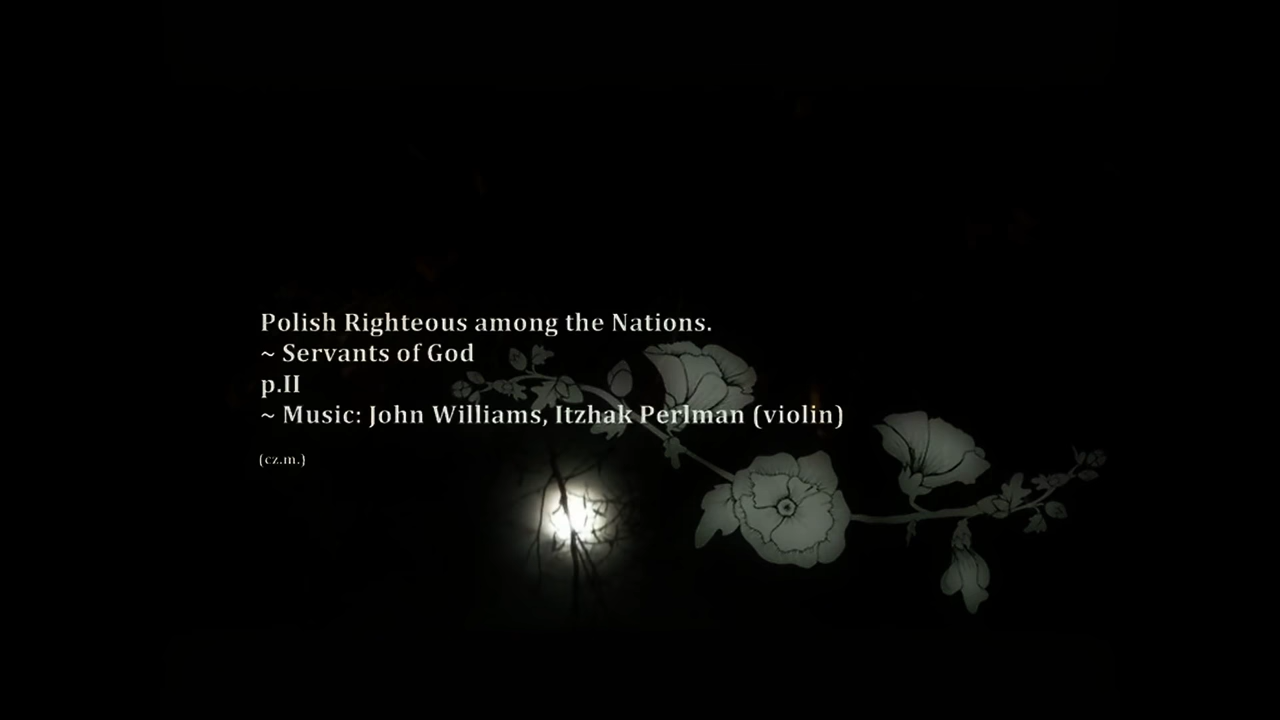 Polish Righteous among the Nations.
~ Servants of God
p.II
~ Music: John Williams, Itzhak Perlman (violin)
(cz.m.)